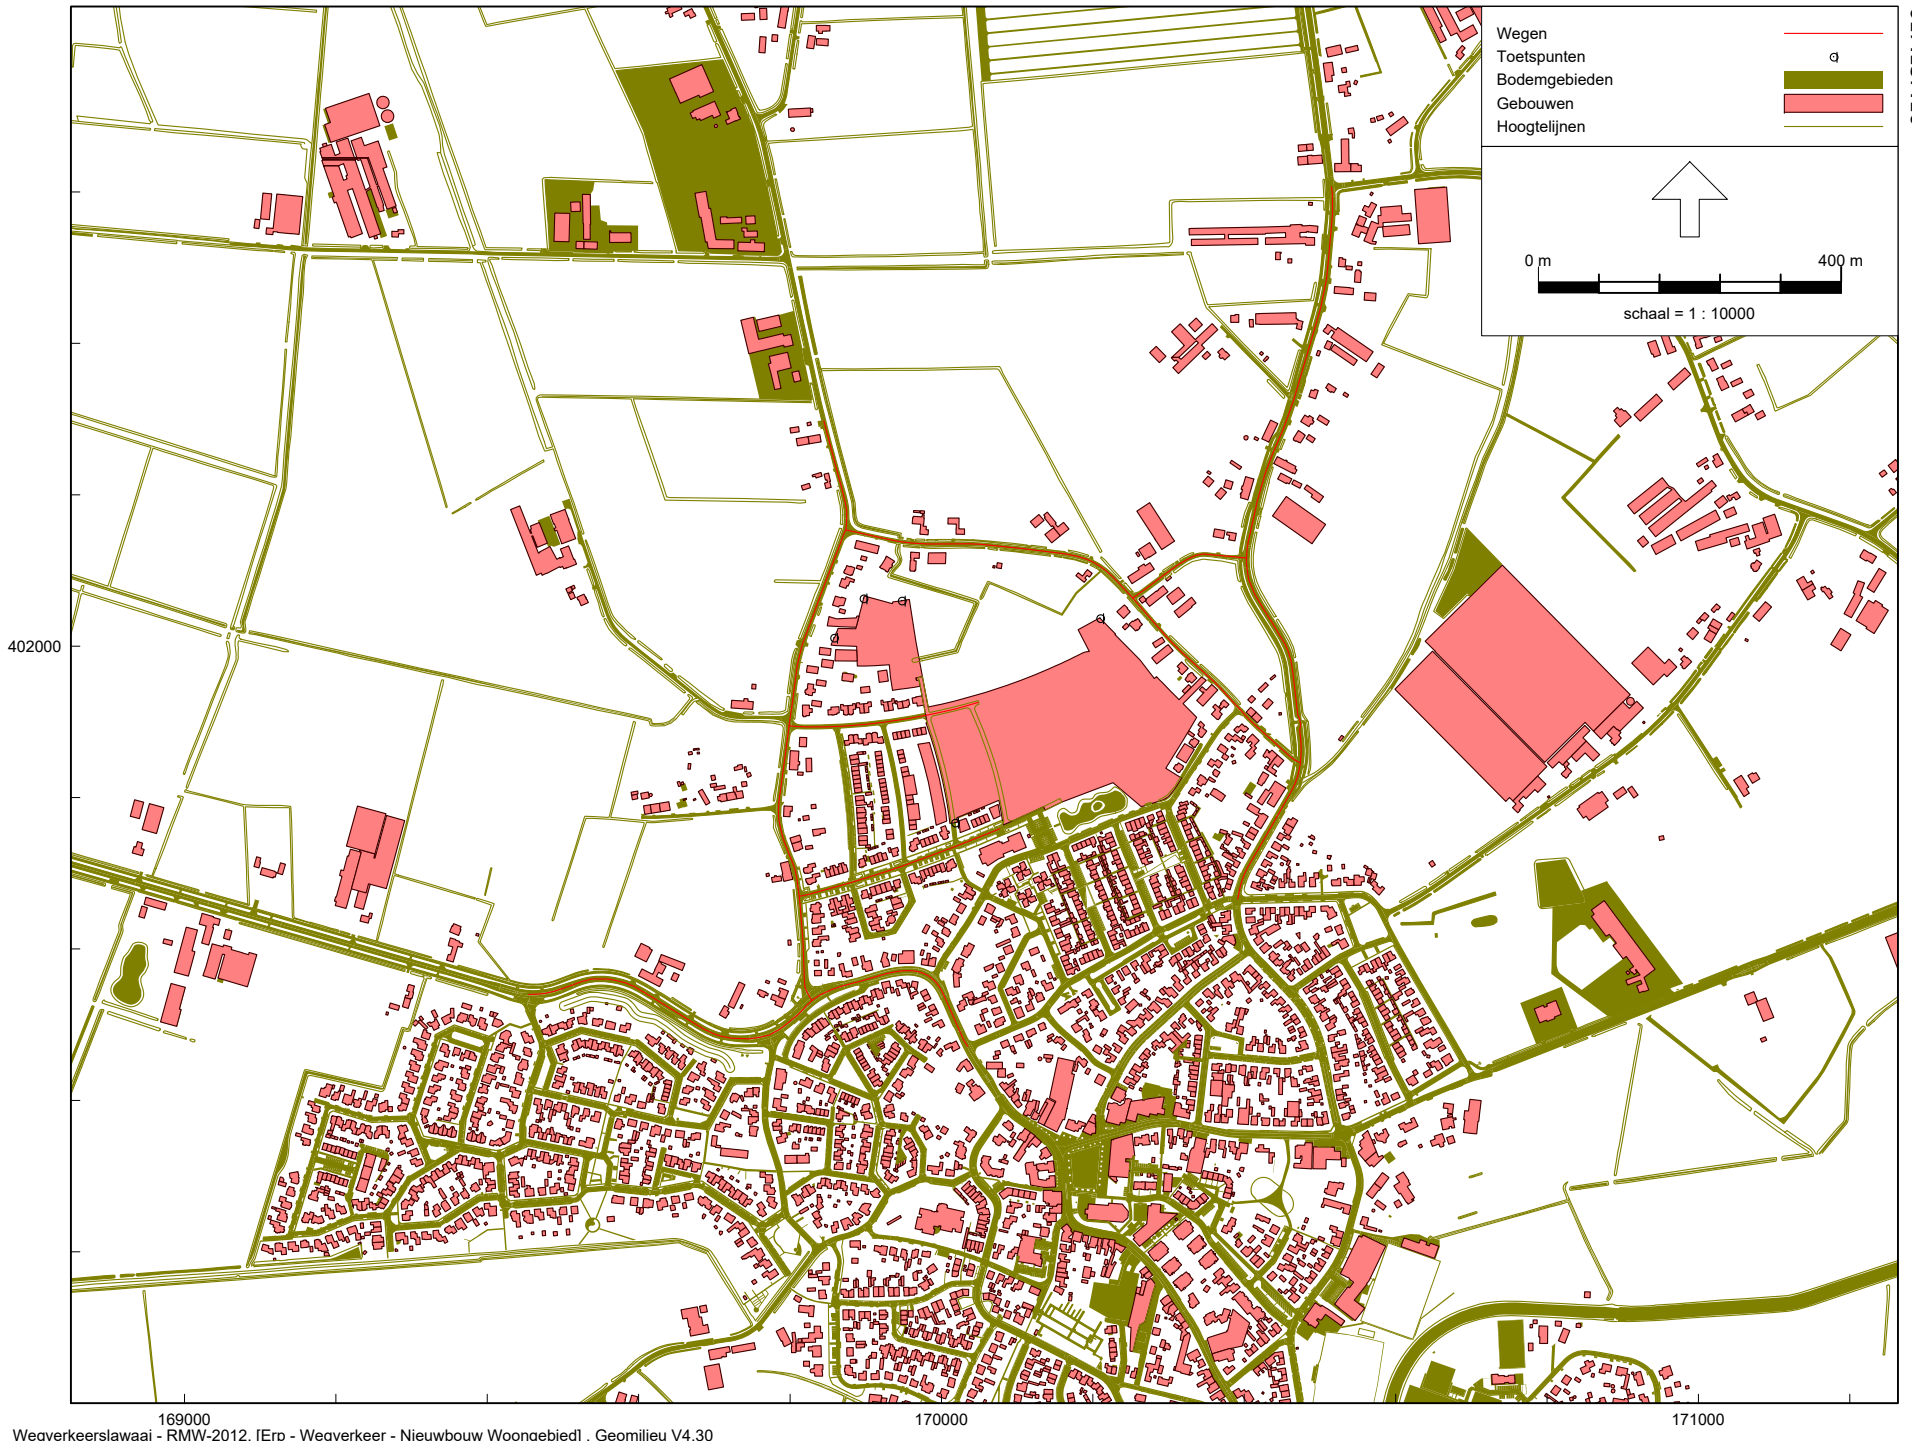 Wegen
Toetspunten
Bodemgebieden
Gebouwen
Hoogtelijnen
0 m 400 m
schaal = 1 : 10000
402000
169000 170000 171000
Wegverkeerslawaai - RMW-2012, [Erp - Wegverkeer - Nieuwbouw Woongebied] , Geomilieu V4.30